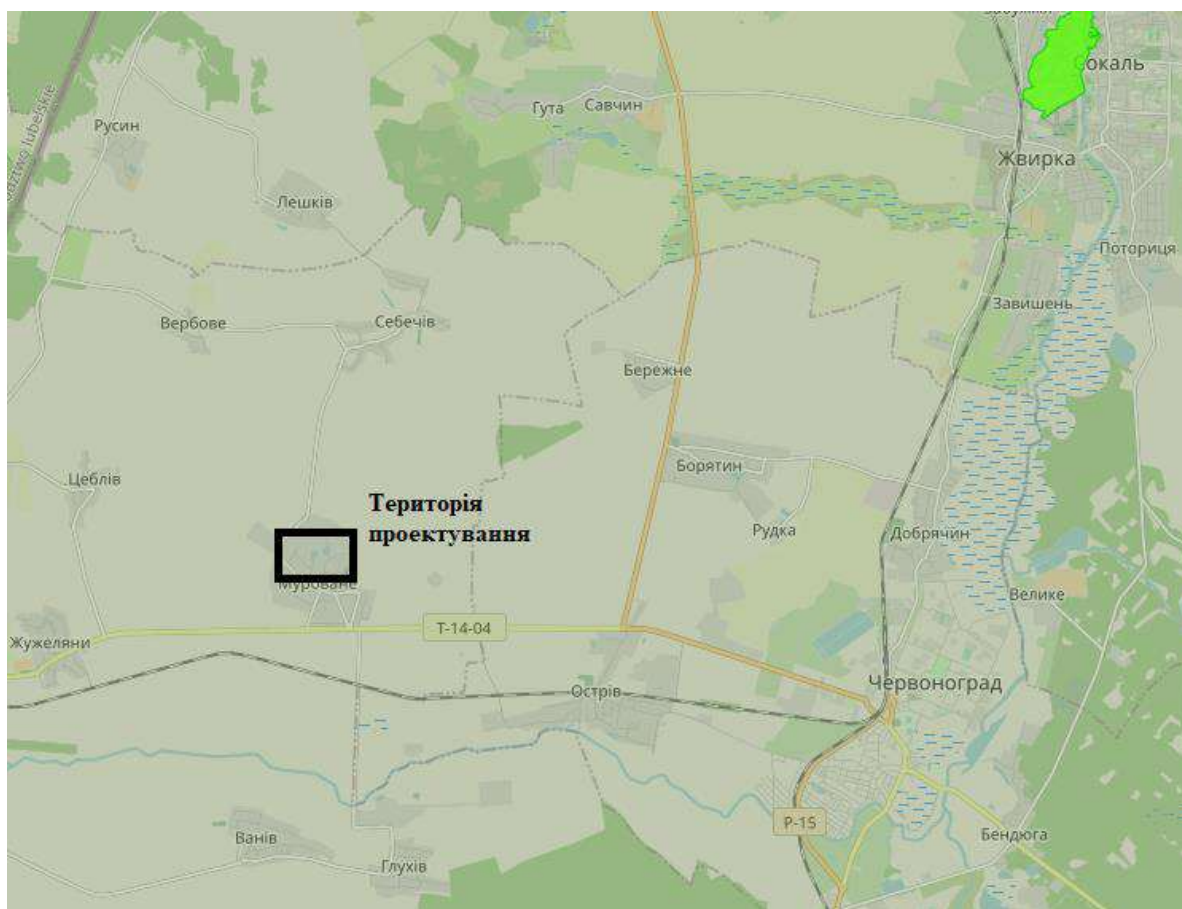 Сокаль
Гута
Савчин
Русин
Жвирка
Лешків
Поториця
Завишень
Вербове
Себечів
Бережне
Борятин
Цеблів
Територія
проектування
Рудка
Добрячин
Муроване
Велике
Т-14-04
Жужеляни
Червоноград
Острів
Р-15
Ванів
Бендюга
Глухів